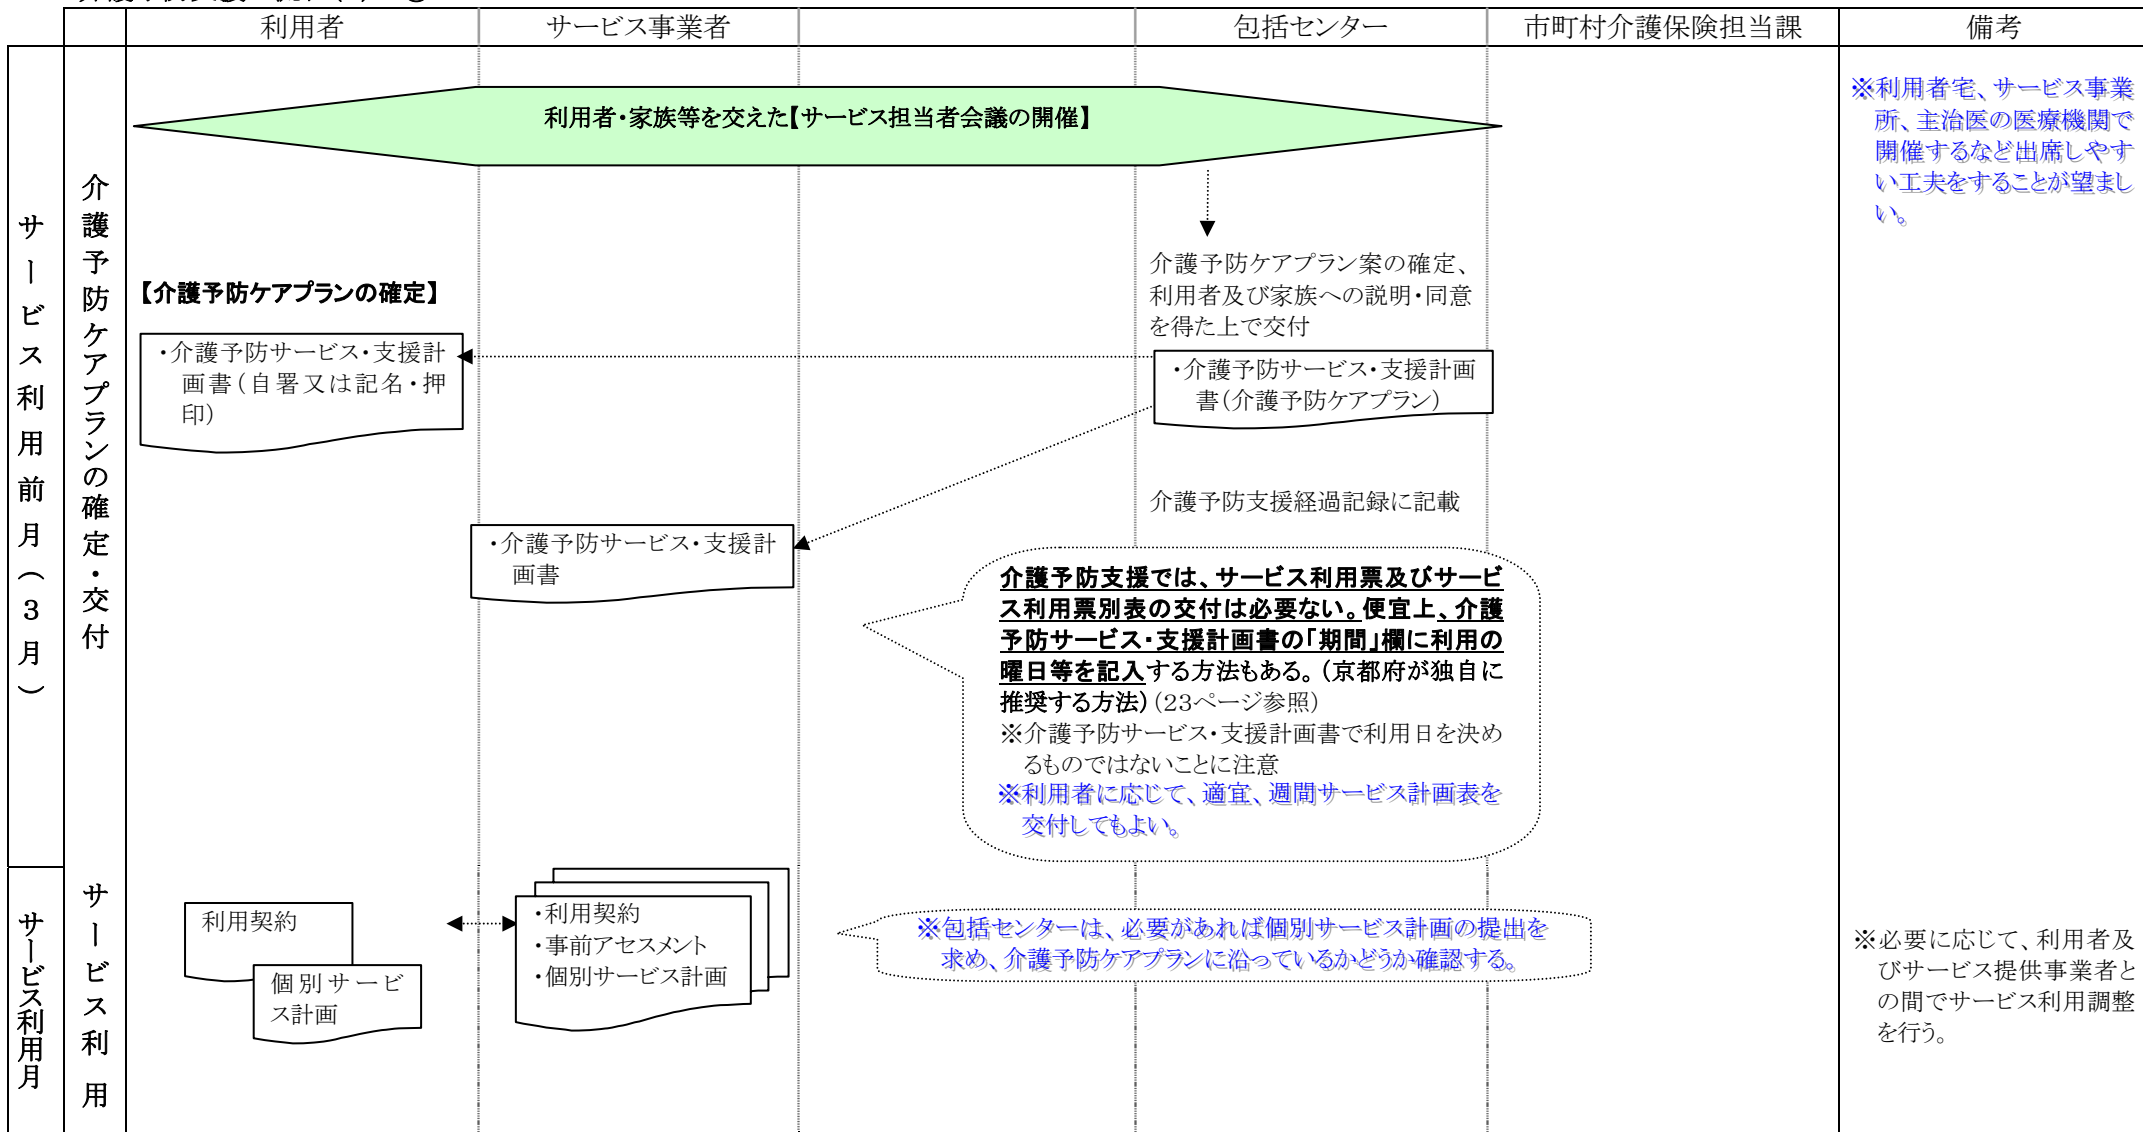 利用者
サービス事業者
包括センター
市町村介護保険担当課
備考
サービス利用前月（3月）
介護予防ケアプランの確定・交付
利用者・家族等を交えた【サービス担当者会議の開催】
※利用者宅、サービス事業
所、主治医の医療機関で
開催するなど出席しやす
い工夫をすることが望まし
い。
介護予防ケアプラン案の確定、
利用者及び家族への説明・同意
を得た上で交付
【介護予防ケアプランの確定】
・介護予防サービス・支援計
画書（自署又は記名・押
印）
・介護予防サービス・支援計画
書（介護予防ケアプラン）
介護予防支援経過記録に記載
・介護予防サービス・支援計
画書
介護予防支援では、サービス利用票及びサービ
ス利用票別表の交付は必要ない。便宜上、介護
予防サービス・支援計画書の「期間」欄に利用の
曜日等を記入する方法もある。（京都府が独自に
推奨する方法）（23ページ参照）
※介護予防サービス・支援計画書で利用日を決め
るものではないことに注意
※利用者に応じて、適宜、週間サービス計画表を
交付してもよい。
サービス利用月
サービス利用
利用契約
個別サービ
ス計画
・利用契約
・事前アセスメント
・個別サービス計画
※包括センターは、必要があれば個別サービス計画の提出を
求め、介護予防ケアプランに沿っているかどうか確認する。
※必要に応じて、利用者及
びサービス提供事業者と
の間でサービス利用調整
を行う。